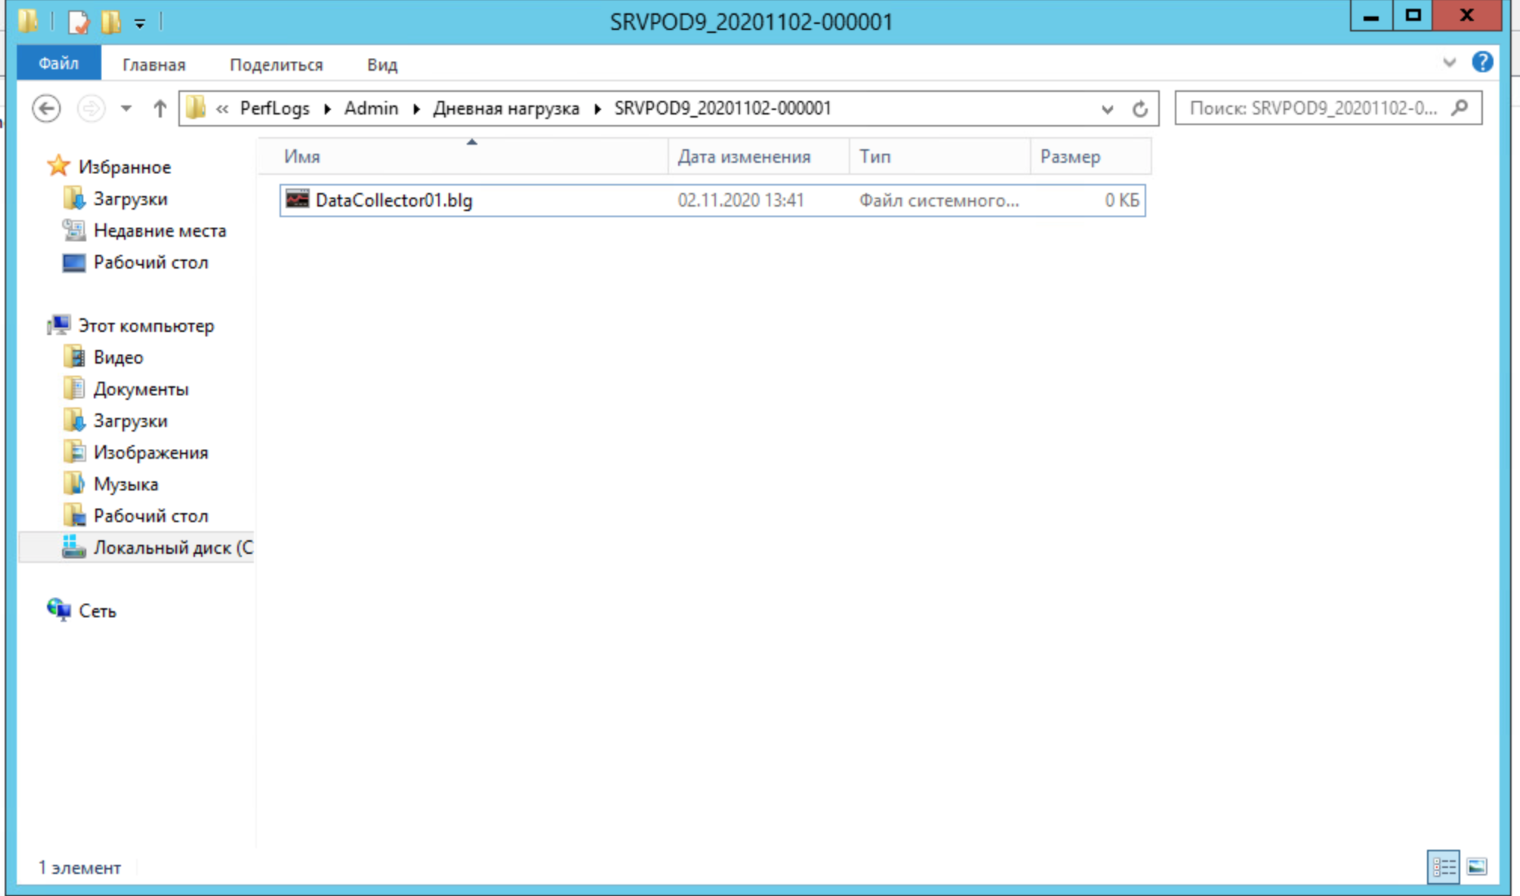 SRVPOD9_20201102-000001
Файл Главная Поделиться Вид
« PerfLogs Admin Дневная нагрузка SRVPOD9_20201102-000001 Поиск: SRVPOD9_20201102-0...
Имя Дата изменения Тип Размер
DataCollector01.blg 02.11.2020 13:41 Файл системного... 0 КБ
Избранное
Загрузки
Недавние места
Рабочий стол
Этот компьютер
Видео
Документы
Загрузки
Изображения
Музыка
Рабочий стол
Локальный диск (C
Сеть
1 элемент